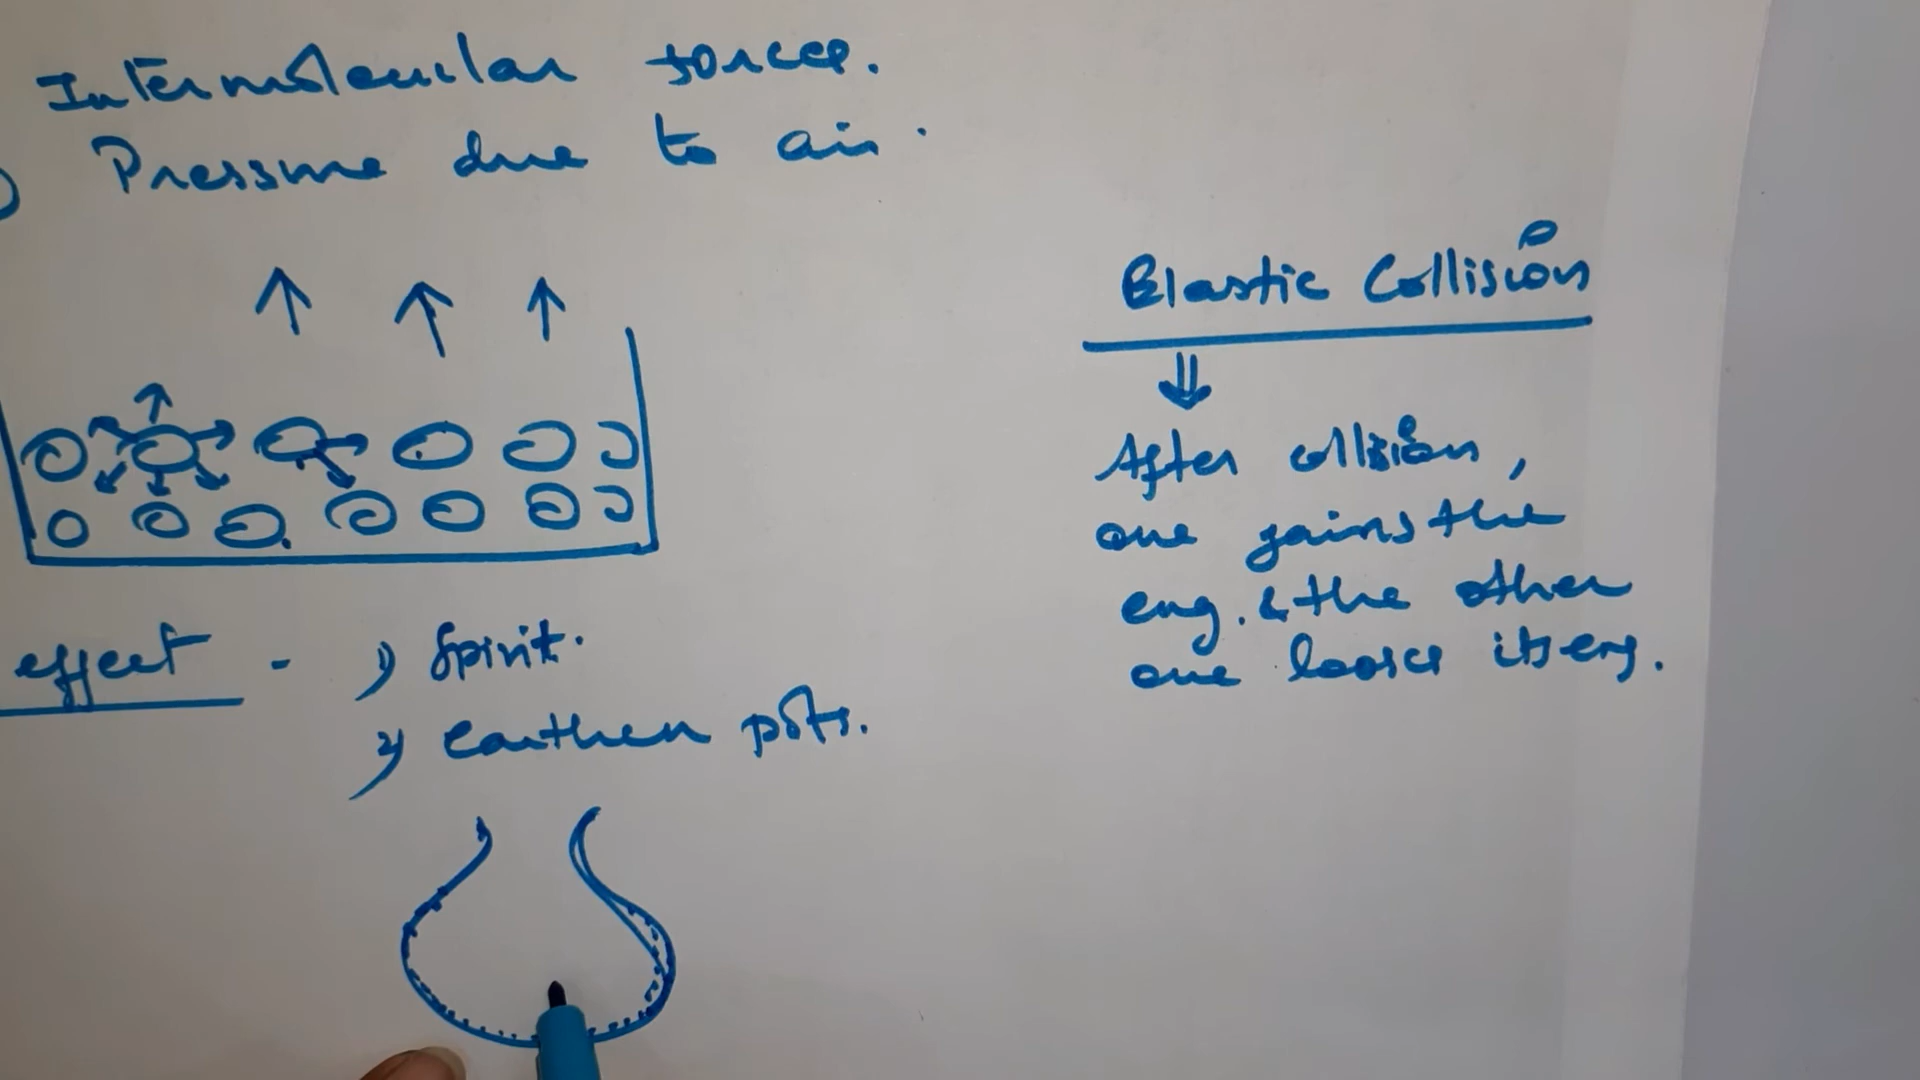 Intermolecular forces.
) Pressure due to air.
Elastic Collision
After collision,
one gains the
eng. & the other
one looses its eng.
effect - 1) Spirit.
2) Earthen pots.